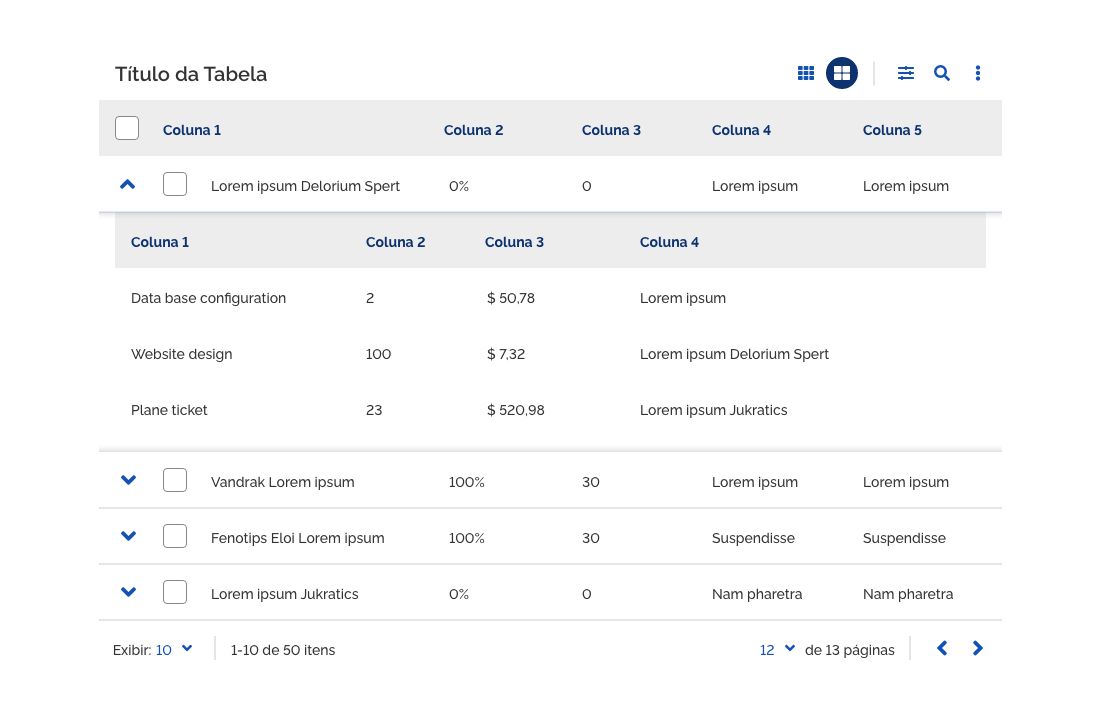 Título da Tabela
Coluna 1 Coluna 2 Coluna 3 Coluna 4 Coluna 5
Lorem ipsum Delorium Spert 0% 0 Lorem ipsum Lorem ipsum
Coluna 1 Coluna 2 Coluna 3 Coluna 4
Data base configuration 2 $ 50,78 Lorem ipsum
Website design 100 $ 7,32 Lorem ipsum Delorium Spert
Plane ticket 23 $ 520,98 Lorem ipsum Jukratics
Vandrak Lorem ipsum 100% 30 Lorem ipsum Lorem ipsum
Fenotips Eloi Lorem ipsum 100% 30 Suspendisse Suspendisse
Lorem ipsum Jukratics 0% 0 Nam pharetra Nam pharetra
Exibir: 10 1-10 de 50 itens 12 de 13 páginas